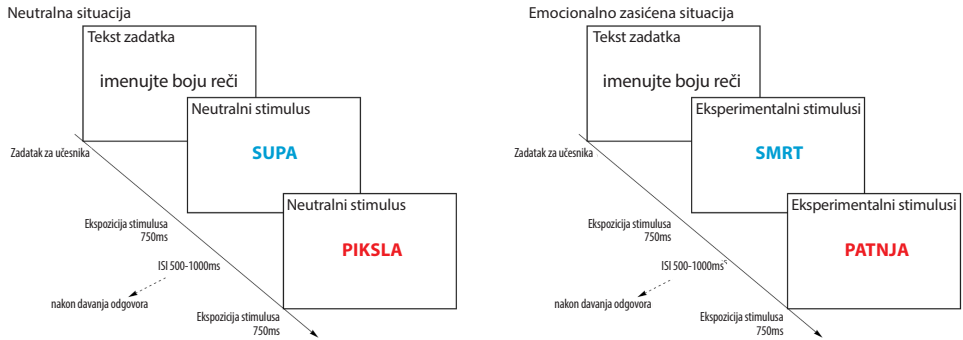 Neutralna situacija
Tekst zadatka
imenujte boju reči
Neutralni stimulus
SUPA
Zadatak za učesnika
Neutralni stimulus
PIKSLA
Ekspozicija stimulusa
750ms
ISI 500-1000ms
nakon davanja odgovora
Ekspozicija stimulusa
750ms
Emocionalno zasićena situacija
Tekst zadatka
imenujte boju reči
Eksperimentalni stimulusi
SMRT
Zadatak za učesnika
Eksperimentalni stimulusi
PATNJA
Ekspozicija stimulusa
750ms
ISI 500-1000ms
nakon davanja odgovora
Ekspozicija stimulusa
750ms